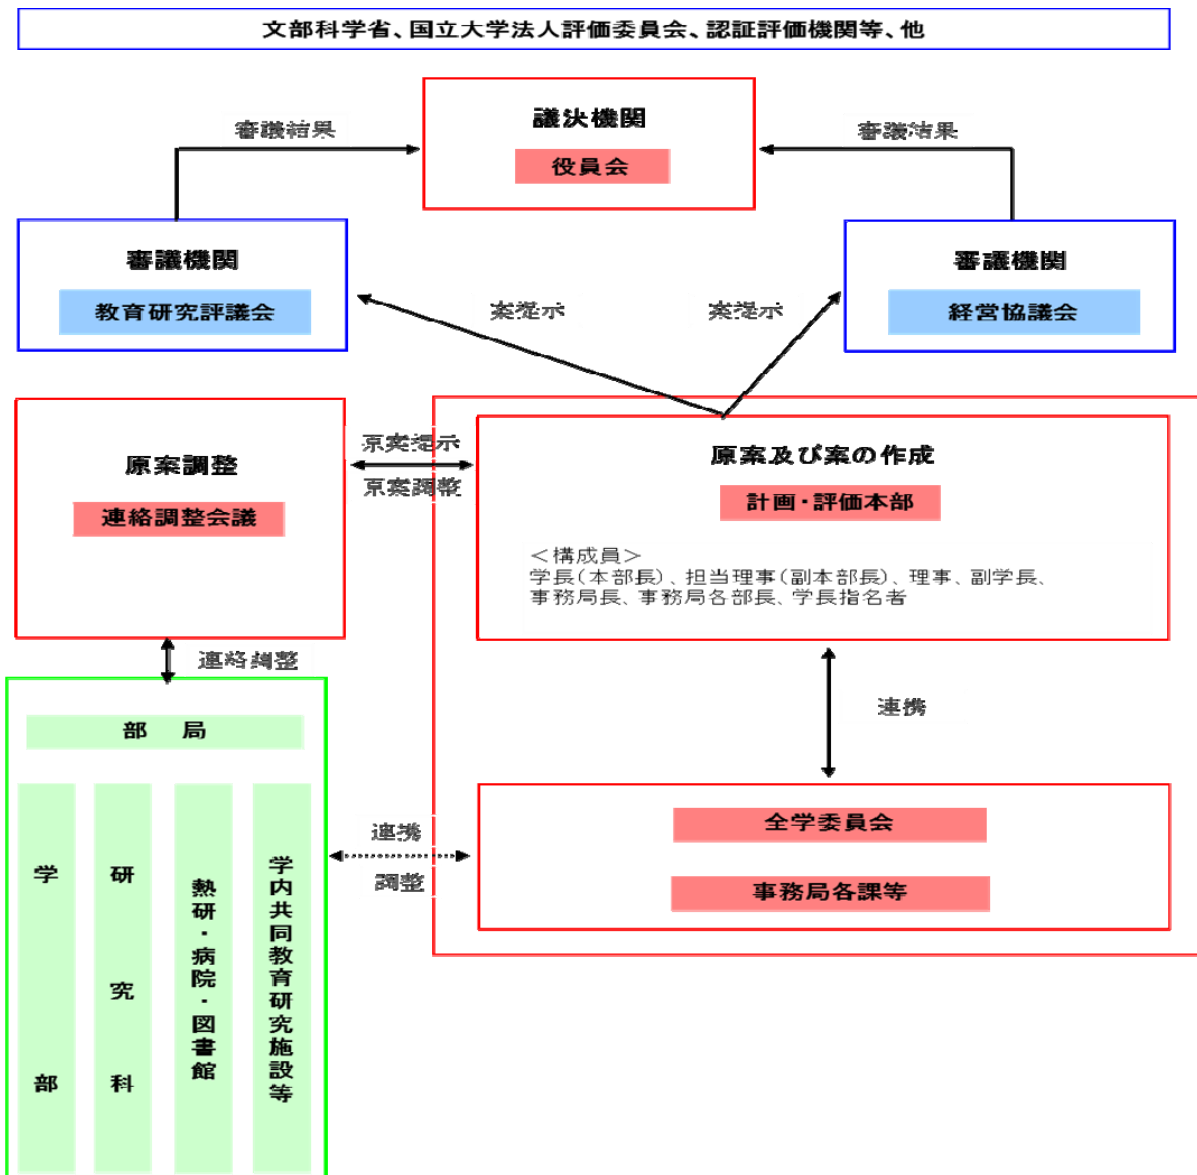 文部科学省、国立大学法人評価委員会、認証評価機関等、他
議決機関
役員会
審議結果
審議結果
審議機関
教育研究評議会
審議機関
経営協議会
案提示
案提示
原案調整
連絡調整会議
原案提示
原案調整
原案及び案の作成
計画・評価本部
＜構成員＞
学長(本部長)、担当理事(副本部長)、理事、副学長、
事務局長、事務局各部長、学長指名者
連絡調整
連携
部　局
学部
研究科
熱研・病院・図書館
学内共同教育研究施設等
連携
調整
全学委員会
事務局各課等